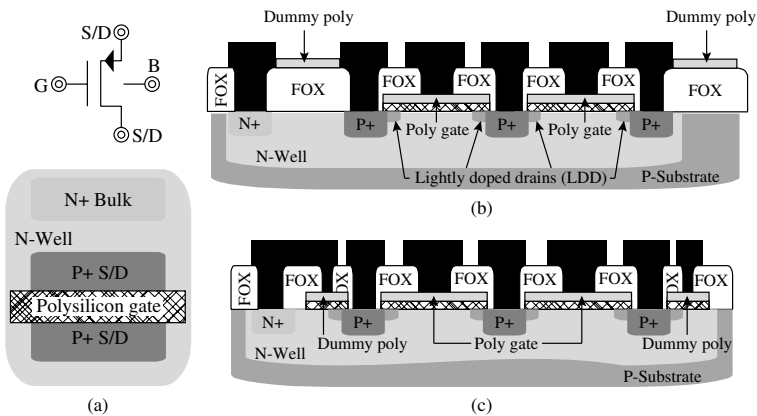 S/D
G
B
S/D
N+ Bulk
N-Well
P+ S/D
Polysilicon gate
P+ S/D
(a)
Dummy poly
Dummy poly
FOX
FOX
FOX
FOX
FOX
FOX
FOX
N+
P+
Poly gate
P+
Poly gate
P+
N-Well
Lightly doped drains (LDD)
P-Substrate
(b)
FOX
FOX
FOX
FOX
FOX
FOX
FOX
FOX
FOX
N+
P+
P+
P+
Dummy poly
Poly gate
Dummy poly
N-Well
P-Substrate
(c)